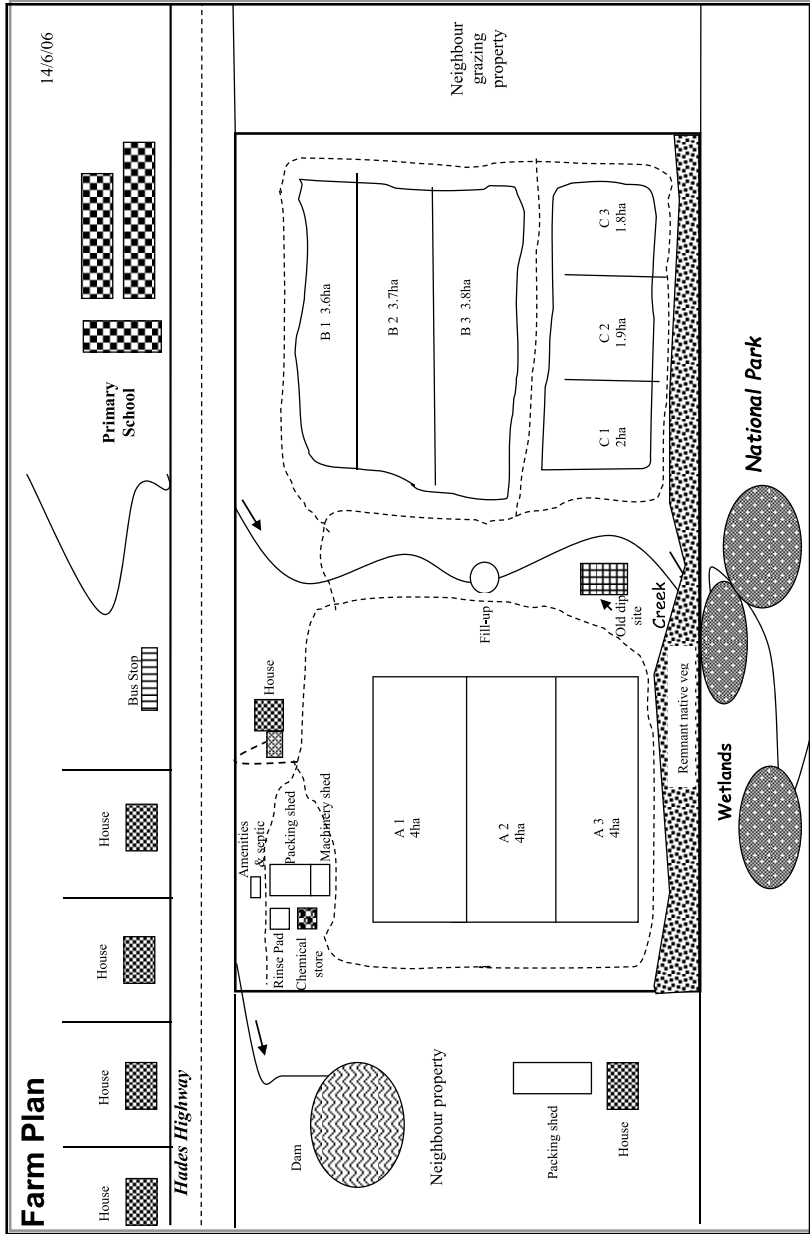 Farm Plan
14/6/06
House
House
House
House
Bus Stop
Primary
School
Hades Highway
Neighbour
grazing
property
Amenities
& septic
Packing shed
Machinery shed
Rinse Pad
Chemical
store
House
Dam
Neighbour property
Packing shed
House
A 1
4ha
A 2
4ha
A 3
4ha
Fill-up
Old dip
site
Creek
B 1 3.6ha
B 2 3.7ha
B 3 3.8ha
C 1
2ha
C 2
1.9ha
C 3
1.8ha
Remnant native veg
Wetlands
National Park